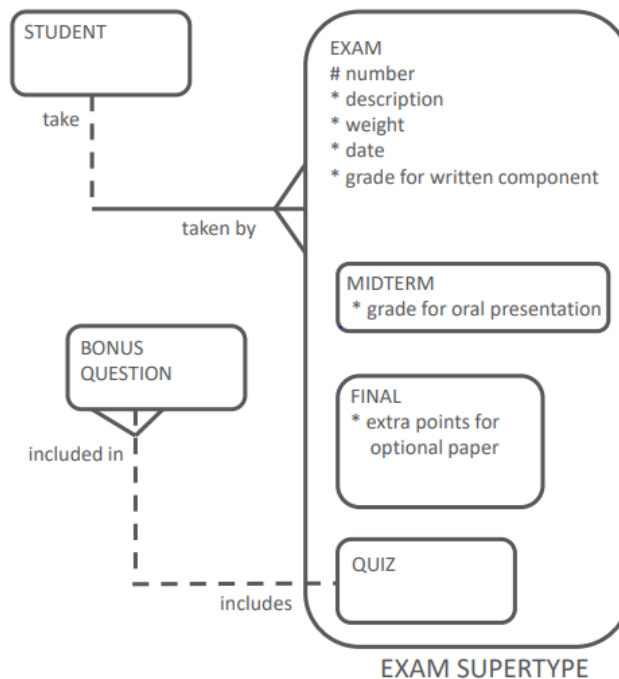 STUDENT
take
taken by
EXAM
# number
* description
* weight
* date
* grade for written component
MIDTERM
* grade for oral presentation
BONUS
QUESTION
included in
FINAL
* extra points for
optional paper
QUIZ
includes
EXAM SUPERTYPE